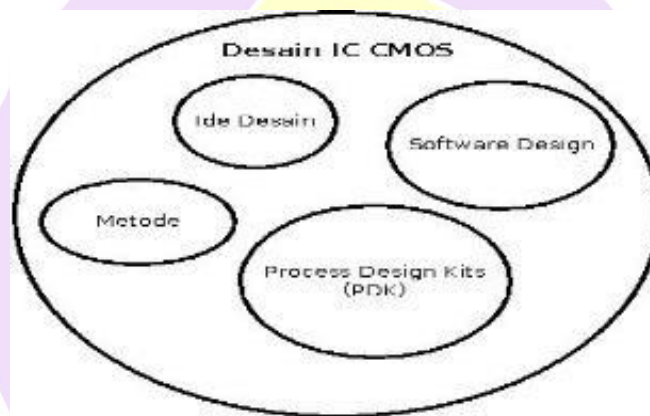 Desain IC CMOS
Ide Desain
Software Design
Metode
Process Design Kits
(PDK)